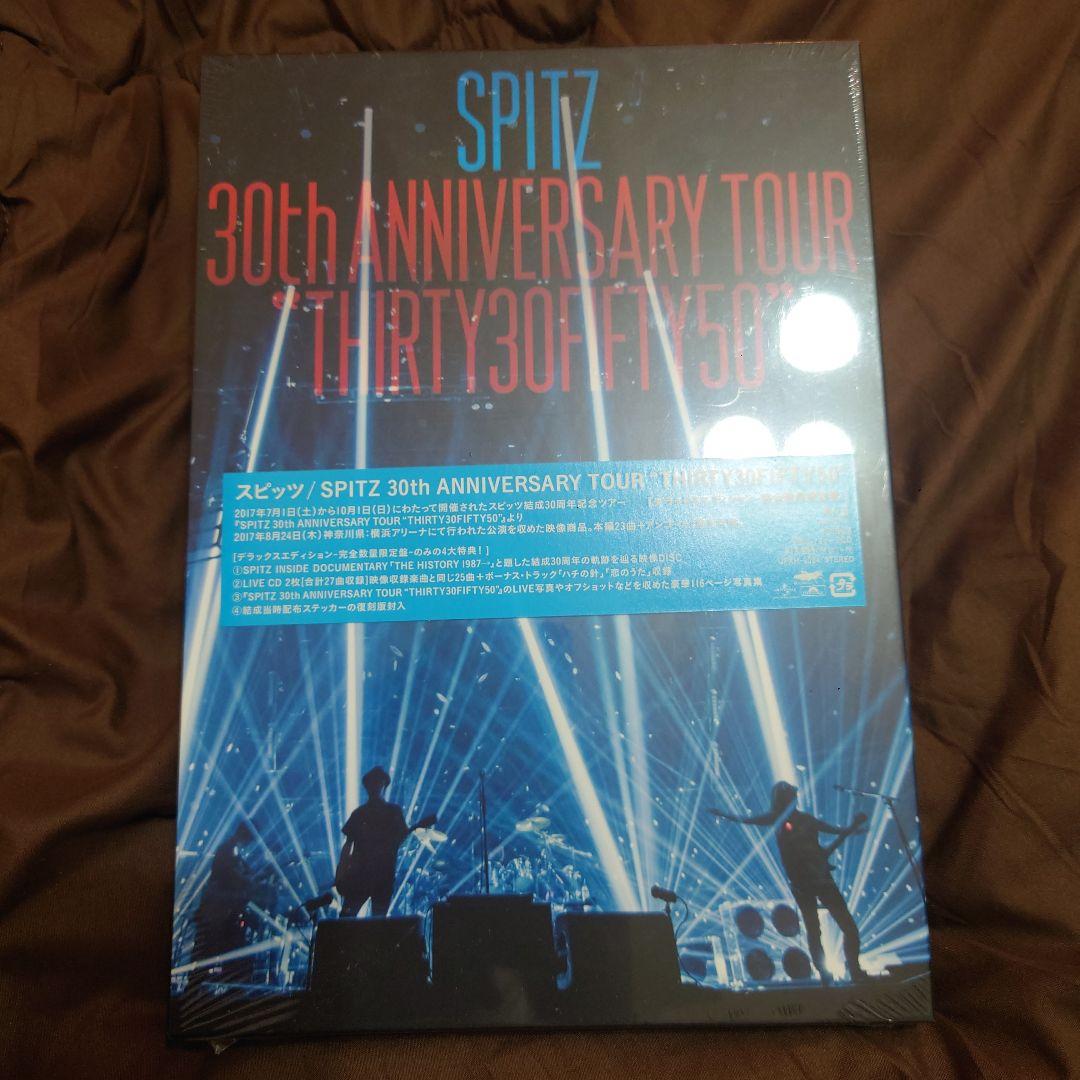 SPITZ
30th ANNIVERSARY TOUR
"THIRTY30FIFTY50"
スピッツ/SPITZ 30th ANNIVERSARY TOUR "THIRTY30FIFTY50"
2017年7月1日(土)から10月1日(日)にわたって開催されたスピッツ結成30周年記念ツアー
『SPITZ 30th ANNIVERSARY TOUR "THIRTY30FIFTY50"』より
2017年8月24日(木)神奈川県:横浜アリーナにて行われた公演を収めた映像商品。本編23曲+
[デラックスエディション-完全数量限定盤-のみの4大特典!]
①SPITZ INSIDE DOCUMENTARY「THE HISTORY 1987→」と題した結成30周年の軌跡を辿る映像DISC
②LIVE CD 2枚[合計27曲収録]映像収録楽曲と同じ25曲+ボーナス・トラック「ハチの針」,「恋のうた」収録
③『SPITZ 30th ANNIVERSARY TOUR "THIRTY30FIFTY50"』のLIVE写真やオフショットなどを収めた豪華116ページ写真集
④結成当時配布ステッカーの復刻版封入
STEREO